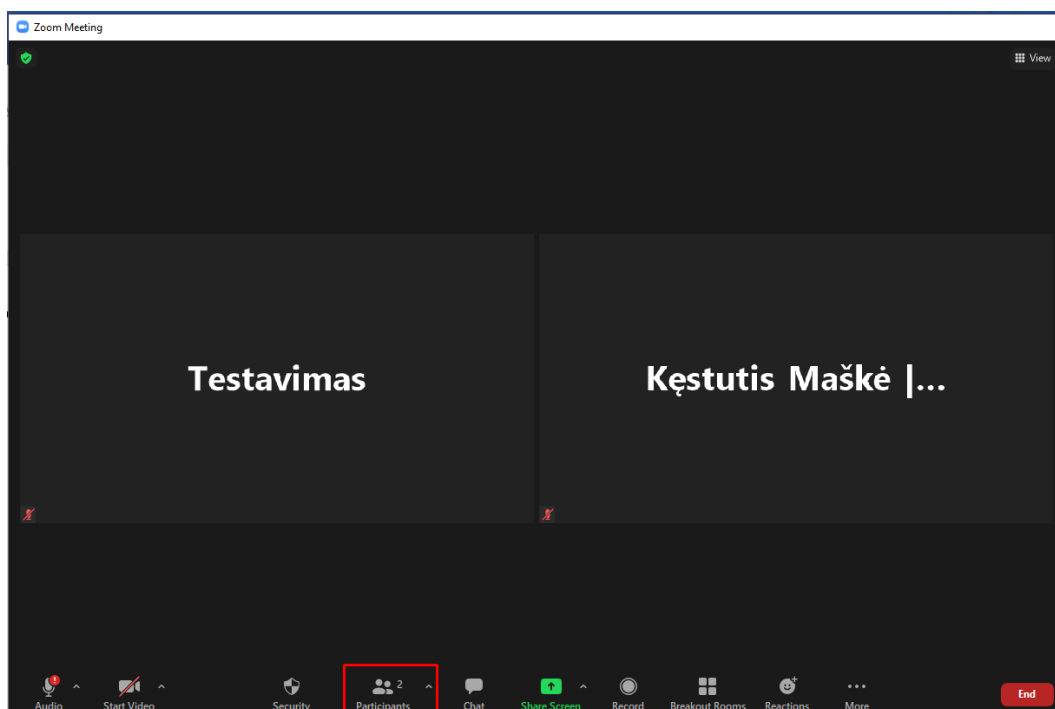 Zoom Meeting
View
Testavimas
Kęstutis Maškė |...
2
Audio Start Video Security Participants Chat Share Screen Record Breakout Rooms Reactions More
End